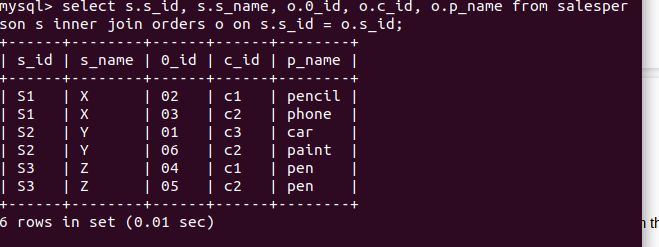 mysql> select s.s_id, s.s_name, o.0_id, o.c_id, o.p_name from salesper
son s inner join orders o on s.s_id = o.s_id;
+------+--------+------+------+--------+
| s_id | s_name | 0_id | c_id | p_name |
+------+--------+------+------+--------+
| S1   | X      | 02   | c1   | pencil |
| S1   | X      | 03   | c2   | phone  |
| S2   | Y      | 01   | c3   | car    |
| S2   | Y      | 06   | c2   | paint  |
| S3   | Z      | 04   | c1   | pen    |
| S3   | Z      | 05   | c2   | pen    |
+------+--------+------+------+--------+
6 rows in set (0.01 sec)